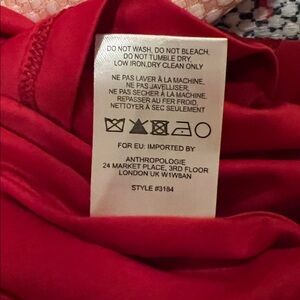 DO NOT WASH, DO NOT BLEACH.
DO NOT TUMBLE DRY.
LOW IRON,DRY CLEAN ONLY
NE PAS LAVER À LA MACHINE,
NE PAS JAVELLISER,
NE PAS SECHER À LA MACHINE,
REPASSER AU FER FROID,
NETTOYER À SEC SEULEMENT
FOR EU: IMPORTED BY
ANTHROPOLOGIE
24 MARKET PLACE, 3RD FLOOR
LONDON UK W1W8AN
STYLE #3184